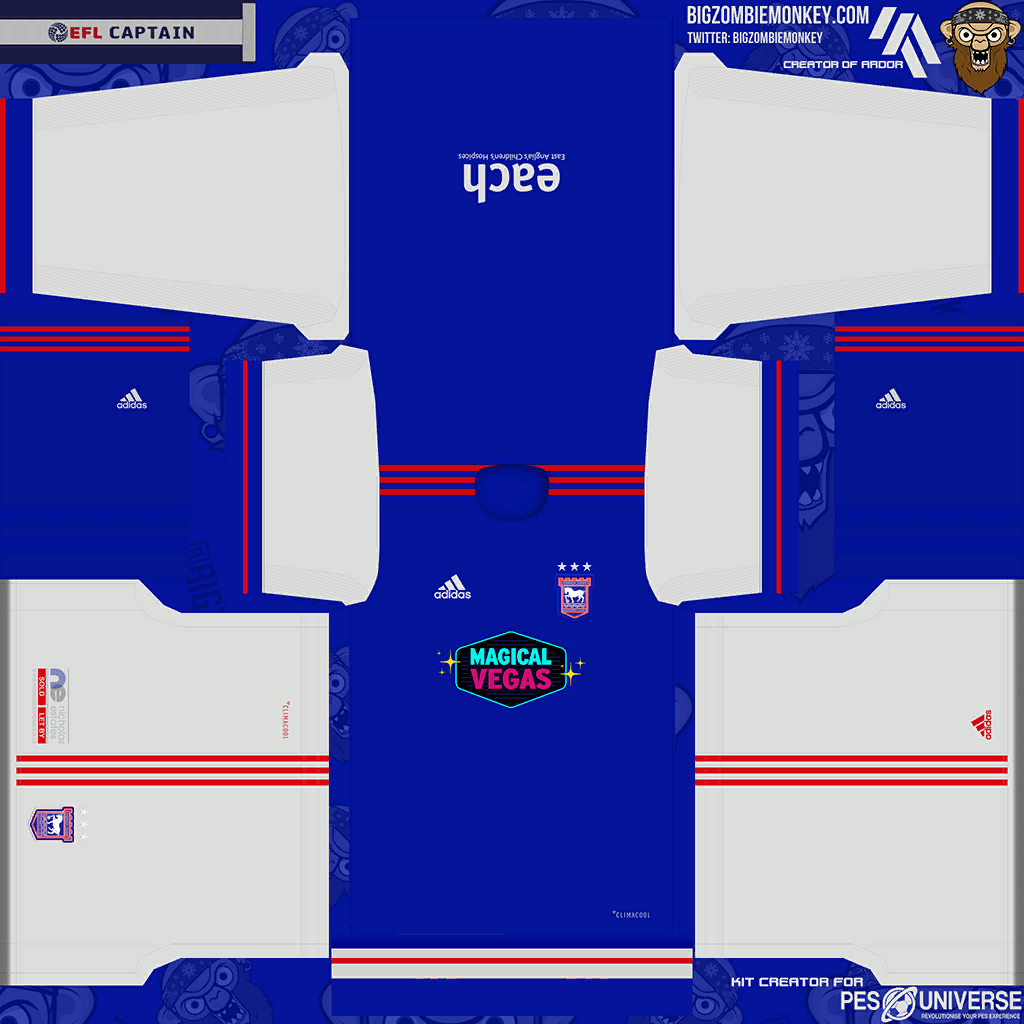 EFL CAPTAIN
BIGZOMBIEMONKEY.COM
TWITTER: BIGZOMBIEMONKEY
CREATOR OF ARDOR
each
East Anglia's Children's Hospices
adidas
adidas
adidas
MAGICAL
VEGAS
SOLD
LET BY
nicholas
estates
CLIMACOOL
adidas
CLIMACOOL
KIT CREATOR FOR
PES UNIVERSE
REVOLUTIONISE YOUR PES EXPERIENCE